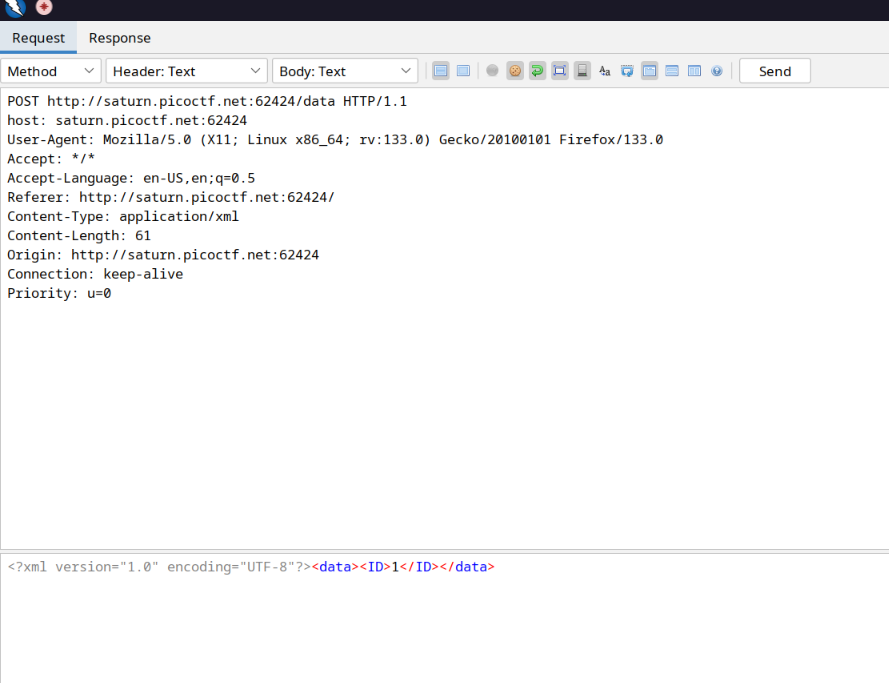 Request Response
Method Header: Text Body: Text Send
POST http://saturn.picoctf.net:62424/data HTTP/1.1
host: saturn.picoctf.net:62424
User-Agent: Mozilla/5.0 (X11; Linux x86_64; rv:133.0) Gecko/20100101 Firefox/133.0
Accept: */*
Accept-Language: en-US,en;q=0.5
Referer: http://saturn.picoctf.net:62424/
Content-Type: application/xml
Content-Length: 61
Origin: http://saturn.picoctf.net:62424
Connection: keep-alive
Priority: u=0
<?xml version="1.0" encoding="UTF-8"?><data><ID>1</ID></data>